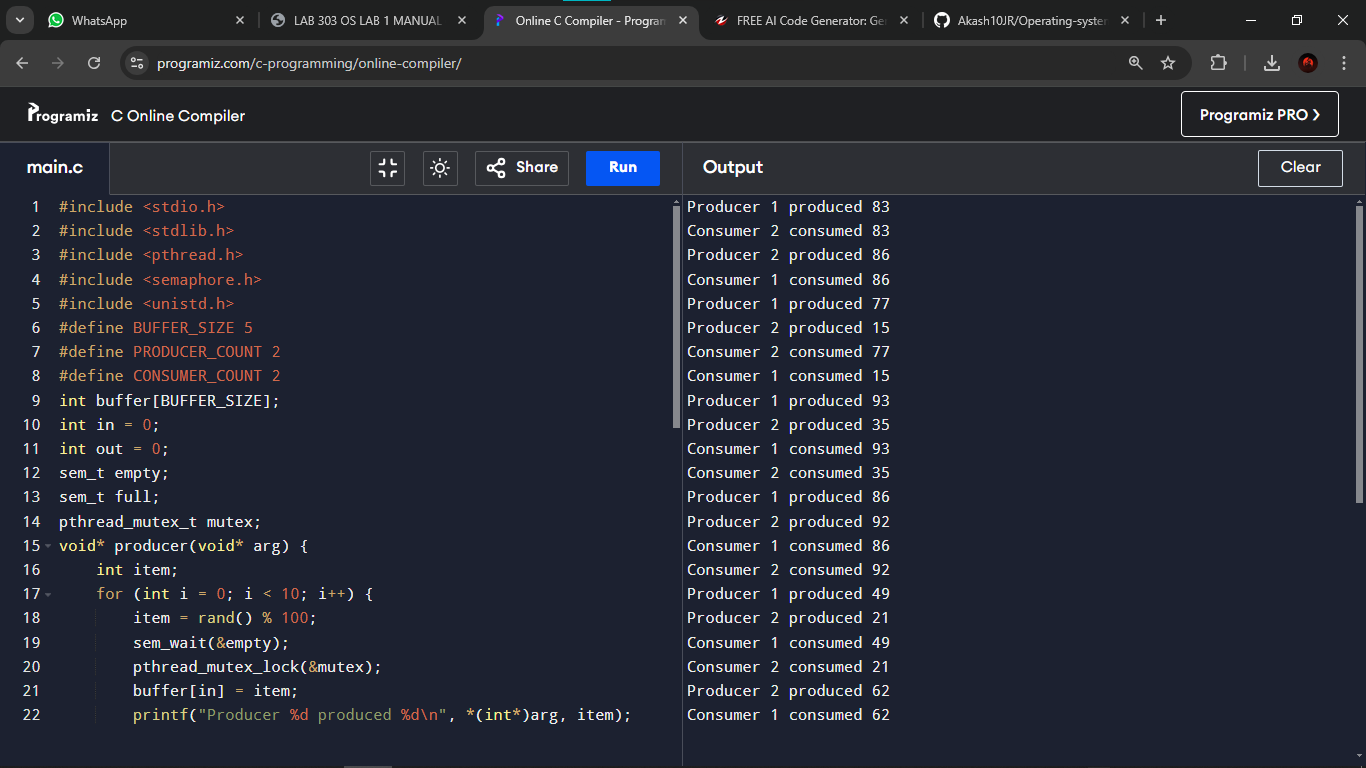 WhatsApp
LAB 303 OS LAB 1 MANUAL
Online C Compiler - Program
FREE AI Code Generator: Ge
Akash10JR/Operating-system
programiz.com/c-programming/online-compiler/
Programiz C Online Compiler
Programiz PRO
main.c
Share
Run
Output
Clear
1 #include <stdio.h>
2 #include <stdlib.h>
3 #include <pthread.h>
4 #include <semaphore.h>
5 #include <unistd.h>
6 #define BUFFER_SIZE 5
7 #define PRODUCER_COUNT 2
8 #define CONSUMER_COUNT 2
9 int buffer[BUFFER_SIZE];
10 int in = 0;
11 int out = 0;
12 sem_t empty;
13 sem_t full;
14 pthread_mutex_t mutex;
15 void* producer(void* arg) {
16 int item;
17 for (int i = 0; i < 10; i++) {
18 item = rand() % 100;
19 sem_wait(&empty);
20 pthread_mutex_lock(&mutex);
21 buffer[in] = item;
22 printf("Producer %d produced %d\n", *(int*)arg, item);
Producer 1 produced 83
Consumer 2 consumed 83
Producer 2 produced 86
Consumer 1 consumed 86
Producer 1 produced 77
Producer 2 produced 15
Consumer 2 consumed 77
Consumer 1 consumed 15
Producer 1 produced 93
Producer 2 produced 35
Consumer 1 consumed 93
Consumer 2 consumed 35
Producer 1 produced 86
Producer 2 produced 92
Consumer 1 consumed 86
Consumer 2 consumed 92
Producer 1 produced 49
Producer 2 produced 21
Consumer 1 consumed 49
Consumer 2 consumed 21
Producer 2 produced 62
Consumer 1 consumed 62